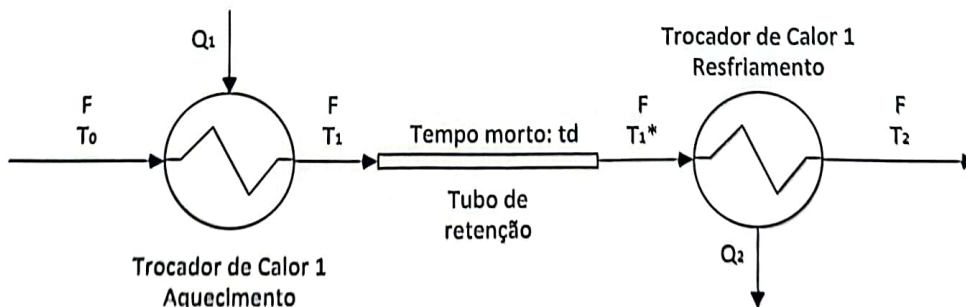 Q₁
Trocador de Calor 1
Resfriamento
F
T₀
F
T₁
Tempo morto: td
F
T₁*
F
T₂
Tubo de
retenção
Q₂
Trocador de Calor 1
Aquecimento